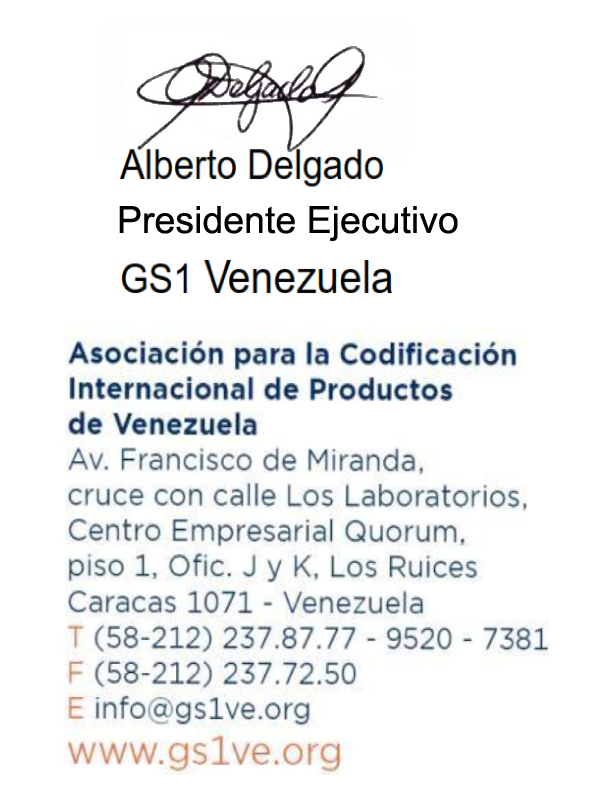 Delgado
Alberto Delgado
Presidente Ejecutivo
GS1 Venezuela
Asociación para la Codificación
Internacional de Productos
de Venezuela
Av. Francisco de Miranda,
cruce con calle Los Laboratorios,
Centro Empresarial Quorum,
piso 1, Ofic. J y K, Los Ruices
Caracas 1071 - Venezuela
T (58-212) 237.87.77 - 9520 - 7381
F (58-212) 237.72.50
E info@gs1ve.org
www.gs1ve.org